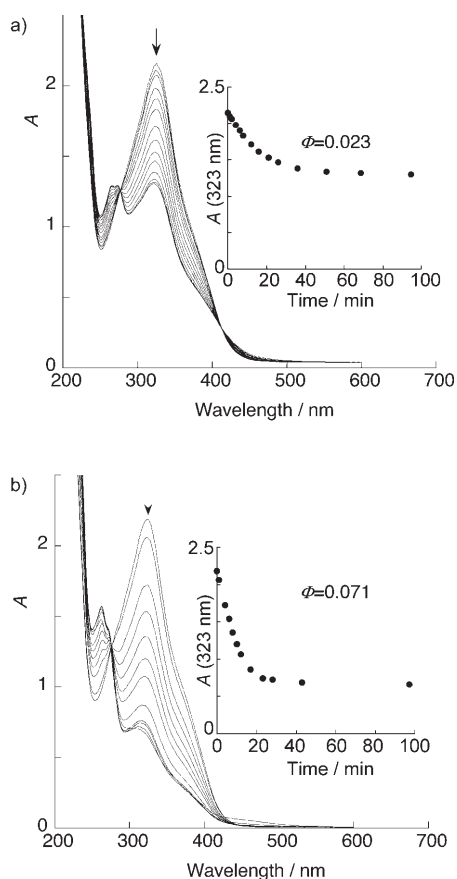 a)
2
1
0
A
200 300 400 500 600 700
Wavelength / nm
2.5
0
A (323 nm)
Φ=0.023
0 20 40 60 80 100
Time / min
b)
2
1
0
A
200 300 400 500 600 700
Wavelength / nm
2.5
0
A (323 nm)
Φ=0.071
0 20 40 60 80 100
Time / min